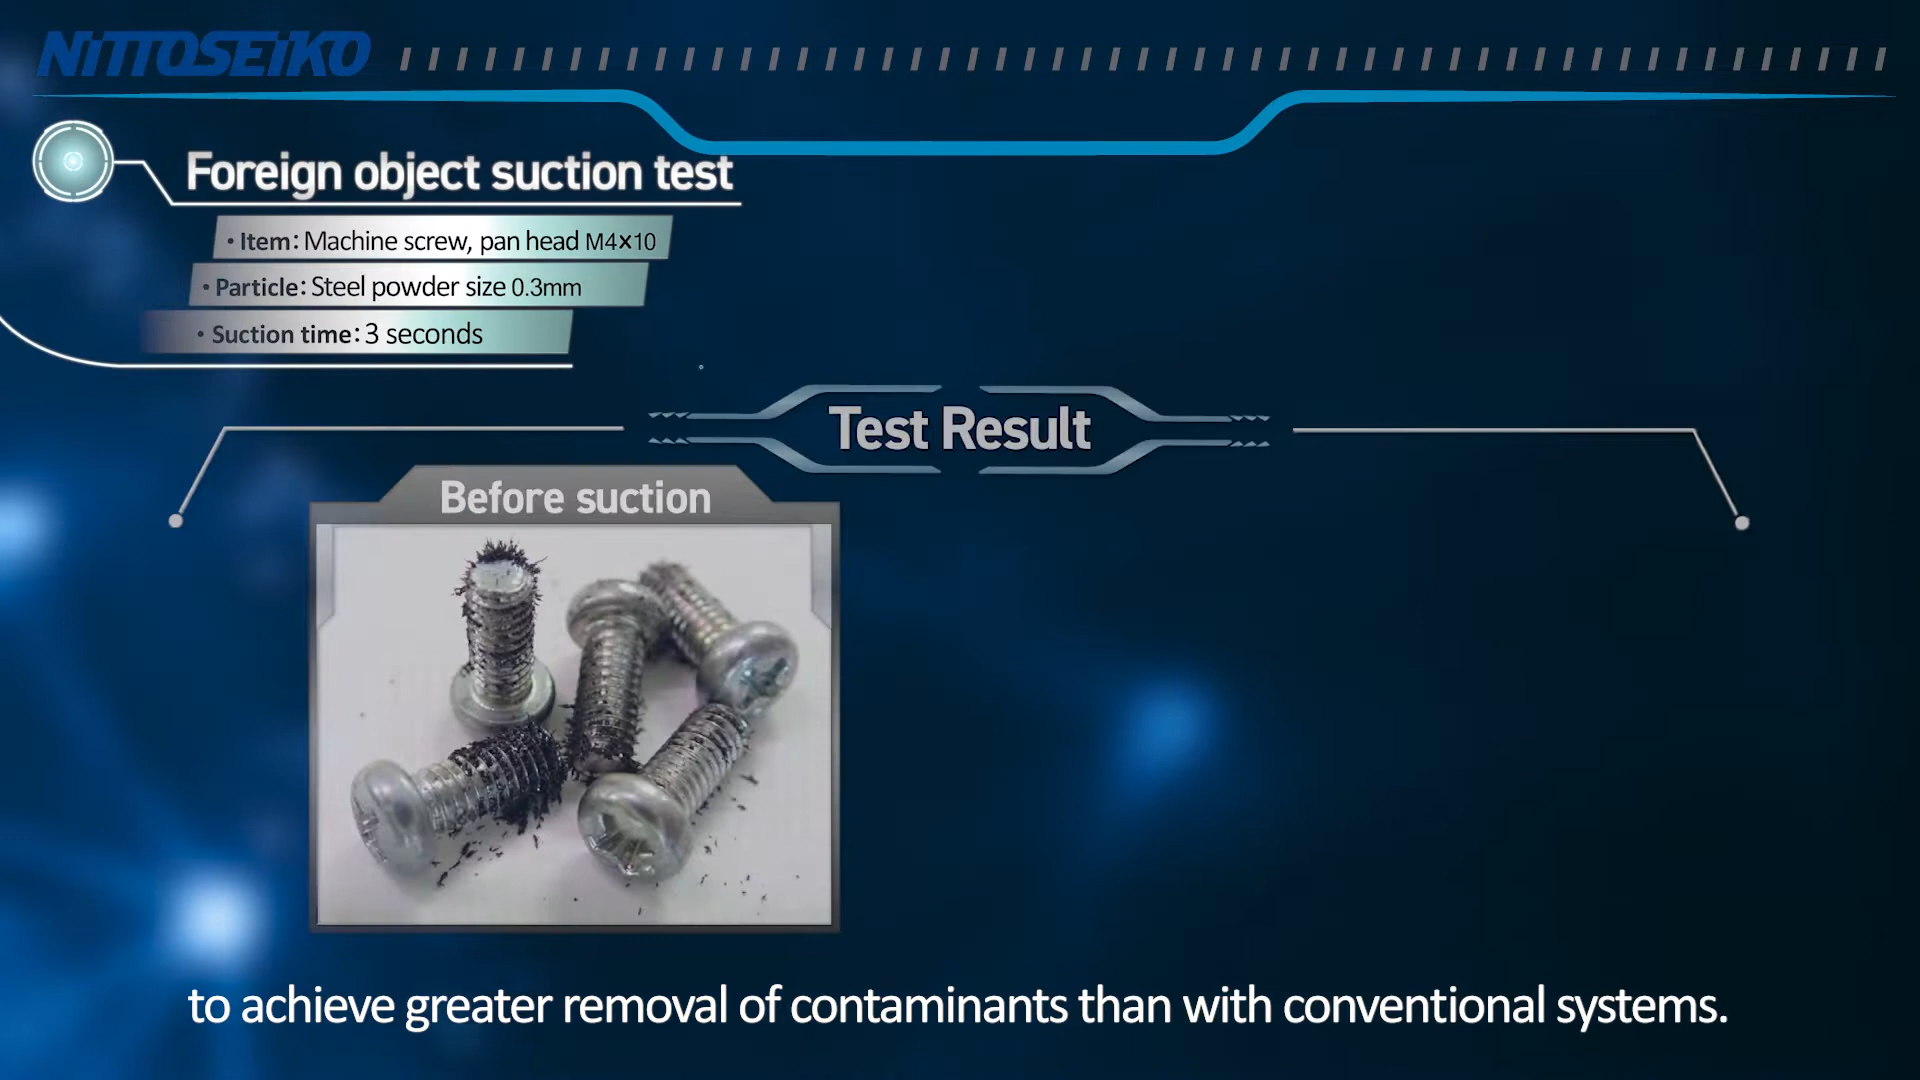 NiTTOSEiKO
Foreign object suction test
・Item：Machine screw, pan head M4×10
・Particle：Steel powder size 0.3mm
・Suction time：3 seconds
Test Result
Before suction
to achieve greater removal of contaminants than with conventional systems.